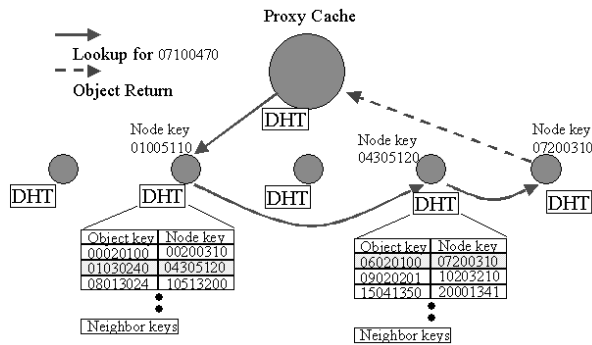 Proxy Cache
Lookup for 07100470
Object Return
DHT
Node key
01005110
Node key
04305120
Node key
07200310
DHT
DHT
DHT
DHT
DHT
Object key Node key
00020100 00200310
01030240 04305120
08013024 10513200
Neighbor keys
Object key Node key
06020100 07200310
09020201 10203210
15041350 20001341
Neighbor keys